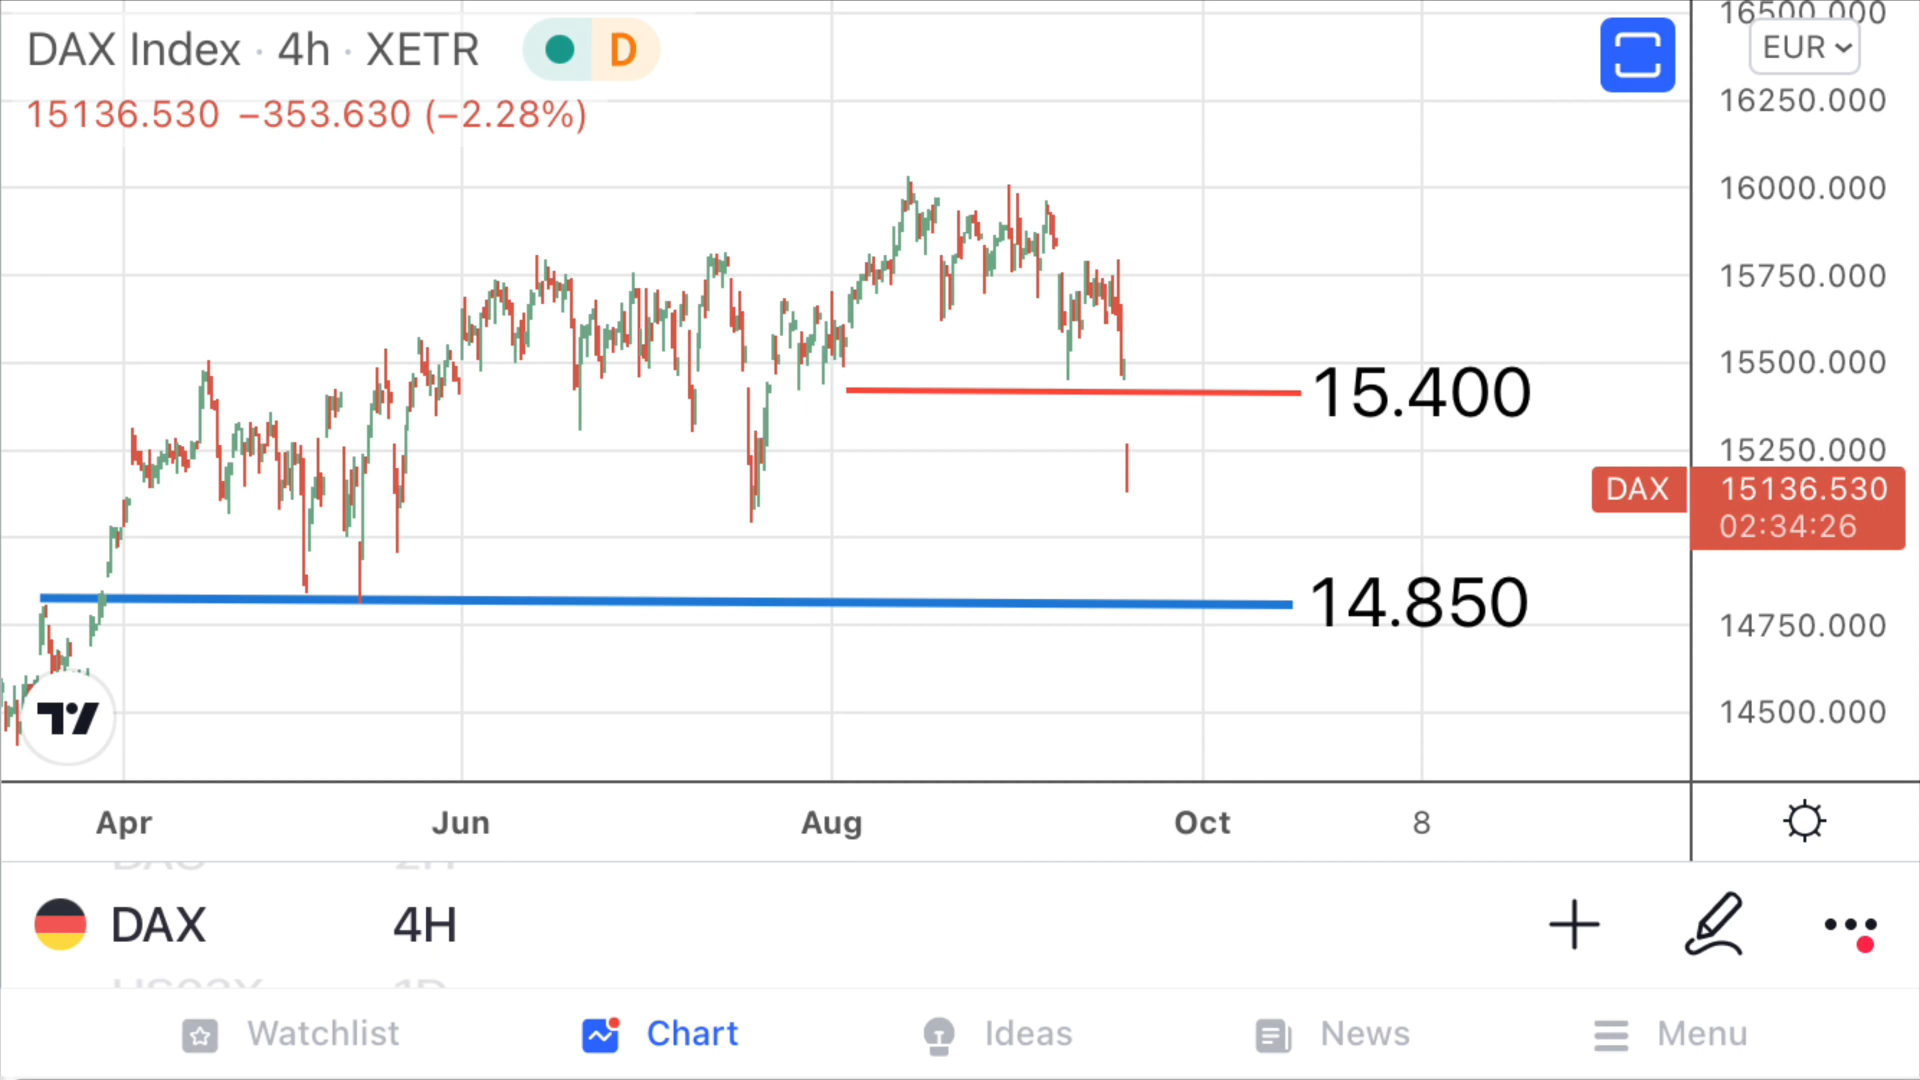 DAX Index · 4h · XETR D
15136.530 −353.630 (−2.28%)
EUR
16500.000
16250.000
16000.000
15750.000
15500.000
15.400
15250.000
DAX 15136.530
02:34:26
14.850
14750.000
14500.000
Apr Jun Aug Oct 8
DAX 4H
Watchlist Chart Ideas News Menu